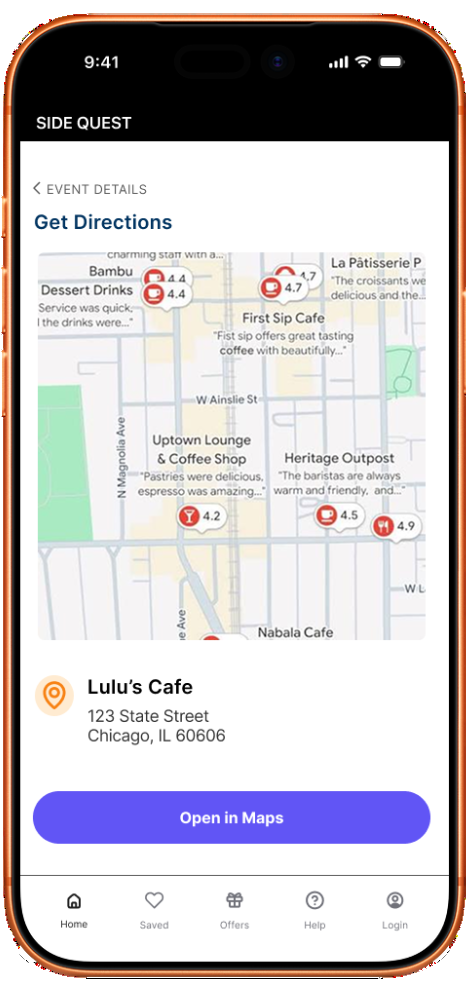 9:41
SIDE QUEST
EVENT DETAILS
Get Directions
charming staff with a...
Bambu
Dessert Drinks
4.4
4.4
Service was quick,
the drinks were..."
4.7
4.7
La Pâtisserie P
"The croissants we
delicious and the...
First Sip Cafe
"Fist sip offers great tasting
coffee with beautifully..."
W Ainslie St
N Magnolia Ave
Uptown Lounge
& Coffee Shop
"Pastries were delicious,
espresso was amazing..."
4.2
Heritage Outpost
"The baristas are always
warm and friendly, and..."
4.5
4.9
W L
ne Ave
Nabala Cafe
Lulu's Cafe
123 State Street
Chicago, IL 60606
Open in Maps
Home
Saved
Offers
Help
Login